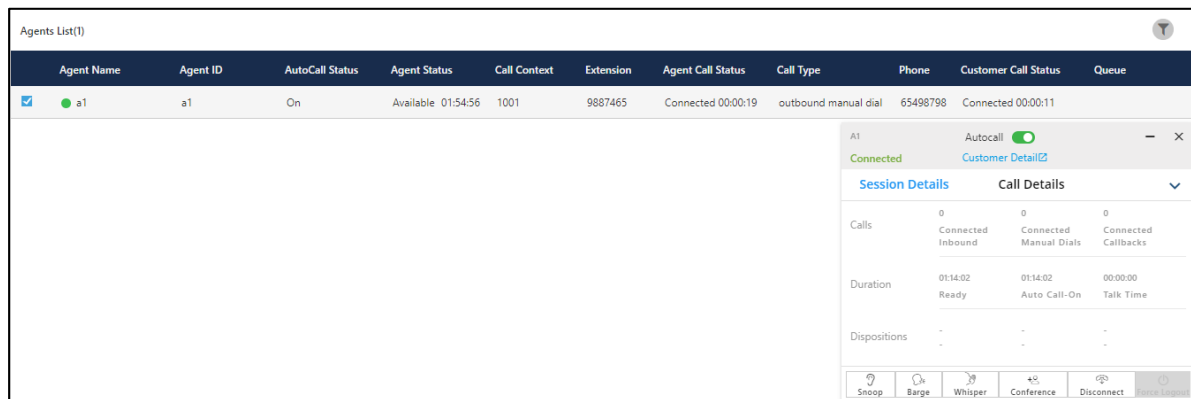 Agents List(1)
Agent Name Agent ID AutoCall Status Agent Status Call Context Extension Agent Call Status Call Type Phone Customer Call Status Queue
a1 a1 On Available 01:54:56 1001 9887465 Connected 00:00:19 outbound manual dial 65498798 Connected 00:00:11
A1 Autocall
Connected Customer Detail
Session Details Call Details
0 0 0
Calls Connected Connected Connected
Inbound Manual Dials Callbacks
01:14:02 01:14:02 00:00:00
Duration Ready Auto Call-On Talk Time
Dispositions - - -
- - -
Snoop Barge Whisper Conference Disconnect Force Logout